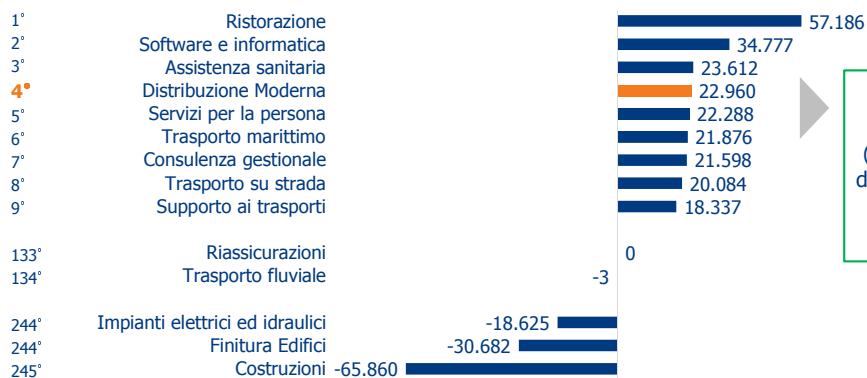 1° Ristorazione 57.186
2° Software e informatica 34.777
3° Assistenza sanitaria 23.612
4° Distribuzione Moderna 22.960
5° Servizi per la persona 22.288
6° Trasporto marittimo 21.876
7° Consulenza gestionale 21.598
8° Trasporto su strada 20.084
9° Supporto ai trasporti 18.337
133° Riassicurazioni 0
134° Trasporto fluviale -3
244° Impianti elettrici ed idraulici -18.625
244° Finitura Edifici -30.682
245° Costruzioni -65.860
(
d